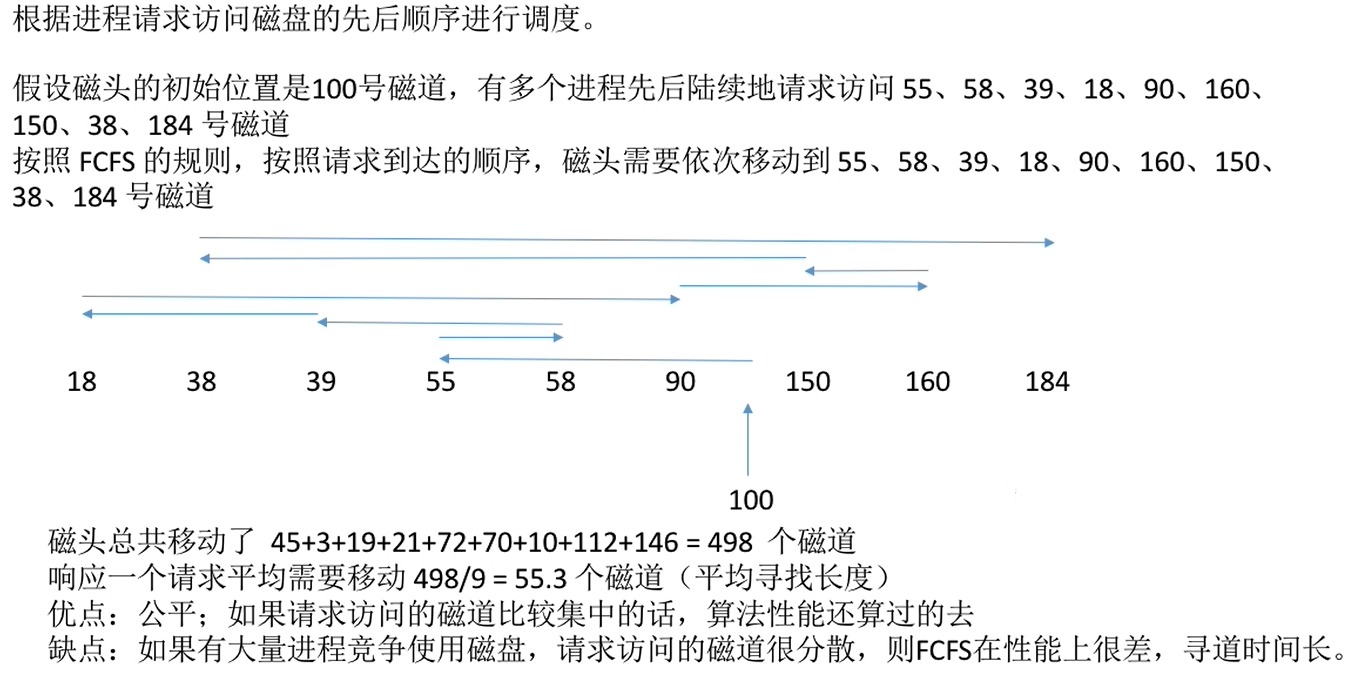 根据进程请求访问磁盘的先后顺序进行调度。
假设磁头的初始位置是100号磁道，有多个进程先后陆续地请求访问 55、58、39、18、90、160、
150、38、184 号磁道
按照 FCFS 的规则，按照请求到达的顺序，磁头需要依次移动到 55、58、39、18、90、160、150、
38、184 号磁道
18 38 39 55 58 90 150 160 184
100
磁头总共移动了 45+3+19+21+72+70+10+112+146 = 498 个磁道
响应一个请求平均需要移动 498/9 = 55.3 个磁道（平均寻找长度）
优点：公平；如果请求访问的磁道比较集中的话，算法性能还算过的去
缺点：如果有大量进程竞争使用磁盘，请求访问的磁道很分散，则FCFS在性能上很差，寻道时间长。